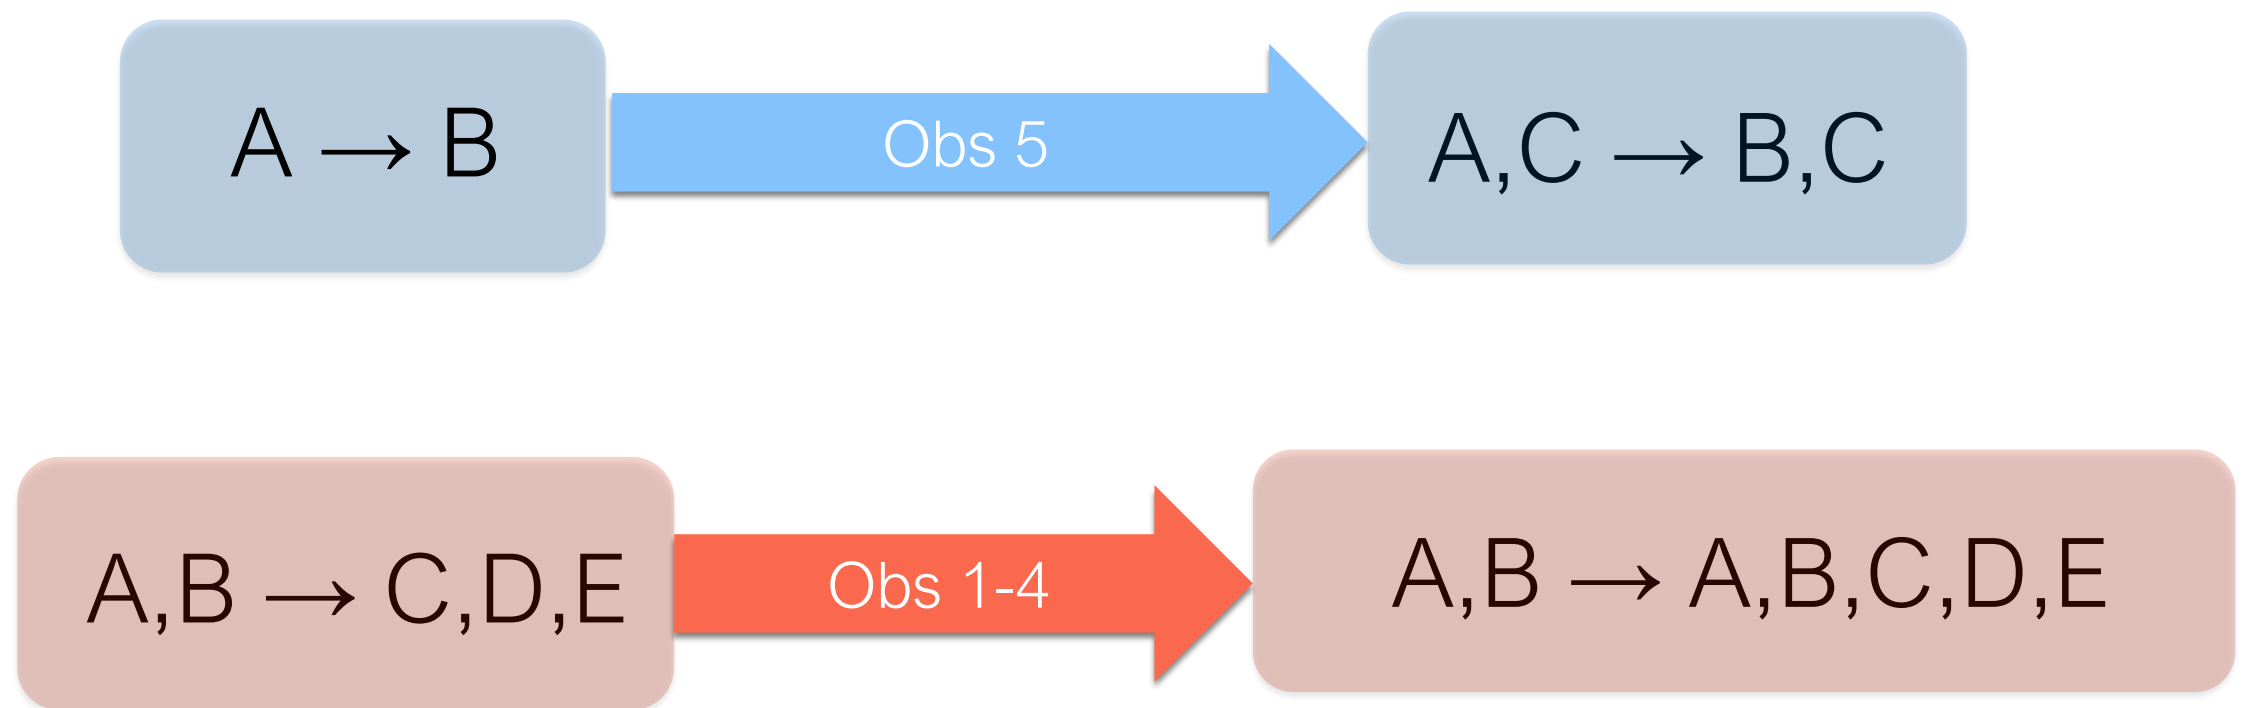 A → B
Obs 5
A,C → B,C
A,B → C,D,E
Obs 1-4
A,B → A,B,C,D,E